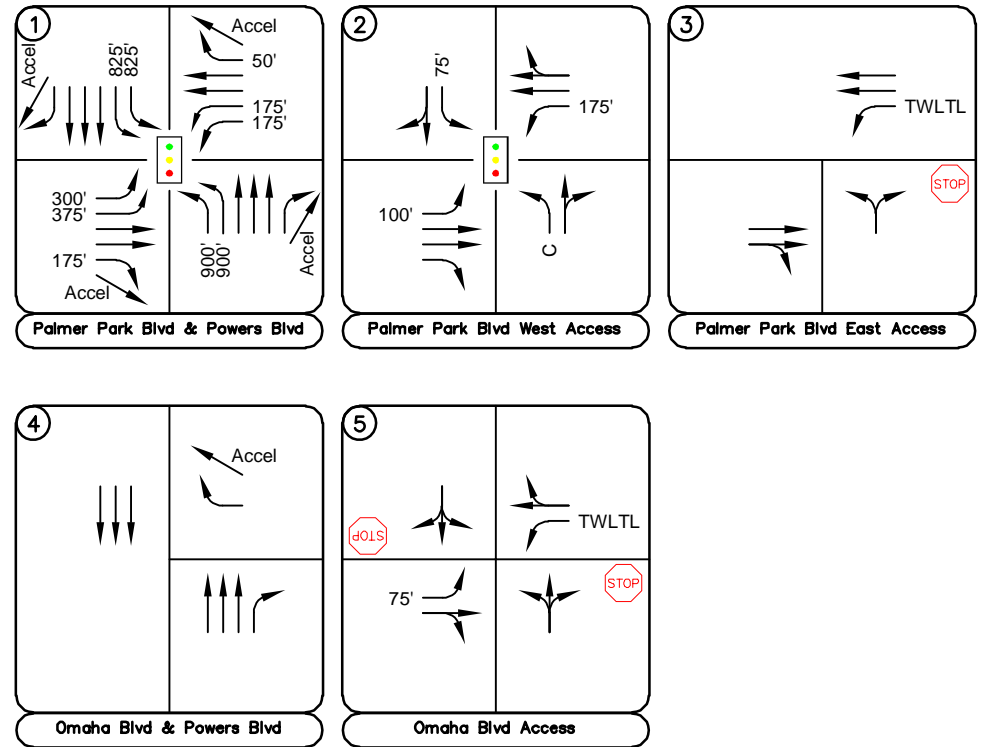 1
Accel
825'
825'
Accel
50'
175'
175'
300'
375'
175'
Accel
900'
900'
Accel
Palmer Park Blvd & Powers Blvd
2
75'
175'
100'
C
Palmer Park Blvd West Access
3
TWLTL
STOP
Palmer Park Blvd East Access
4
Accel
Omaha Blvd & Powers Blvd
5
STOP
TWLTL
75'
STOP
Omaha Blvd Access